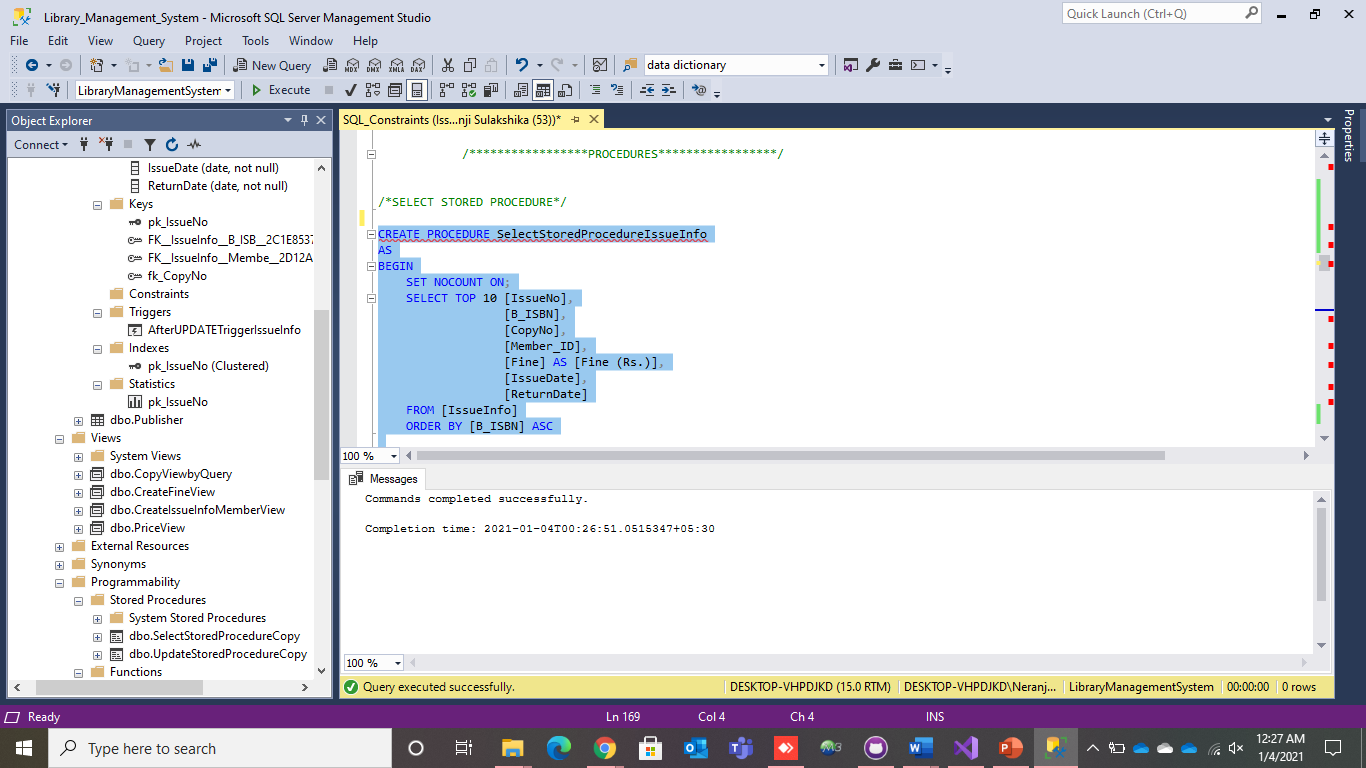 Library_Management_System - Microsoft SQL Server Management Studio
Quick Launch (Ctrl+Q)
File Edit View Query Project Tools Window Help
New Query MDX DMX XMLA DAX data dictionary
LibraryManagementSystem Execute
Object Explorer
Connect
IssueDate (date, not null)
ReturnDate (date, not null)
Keys
pk_IssueNo
FK__IssueInfo__B_ISB__2C1E8537
FK__IssueInfo__Membe__2D12A
fk_CopyNo
Constraints
Triggers
AfterUPDATETriggerIssueInfo
Indexes
pk_IssueNo (Clustered)
Statistics
pk_IssueNo
dbo.Publisher
Views
System Views
dbo.CopyViewbyQuery
dbo.CreateFineView
dbo.CreateIssueInfoMemberView
dbo.PriceView
External Resources
Synonyms
Programmability
Stored Procedures
System Stored Procedures
dbo.SelectStoredProcedureCopy
dbo.UpdateStoredProcedureCopy
Functions
SQL_Constraints (Iss...nji Sulakshika (53))*
/*****************PROCEDURES*****************/
/*SELECT STORED PROCEDURE*/
CREATE PROCEDURE SelectStoredProcedureIssueInfo
AS
BEGIN
SET NOCOUNT ON;
SELECT TOP 10 [IssueNo],
[B_ISBN],
[CopyNo],
[Member_ID],
[Fine] AS [Fine (Rs.)],
[IssueDate],
[ReturnDate]
FROM [IssueInfo]
ORDER BY [B_ISBN] ASC
100 %
Messages
Commands completed successfully.
Completion time: 2021-01-04T00:26:51.0515347+05:30
100 %
Query executed successfully. DESKTOP-VHPDJKD (15.0 RTM) DESKTOP-VHPDJKD\Neranj... LibraryManagementSystem 00:00:00 0 rows
Properties
Ready Ln 169 Col 4 Ch 4 INS
Type here to search
12:27 AM
1/4/2021